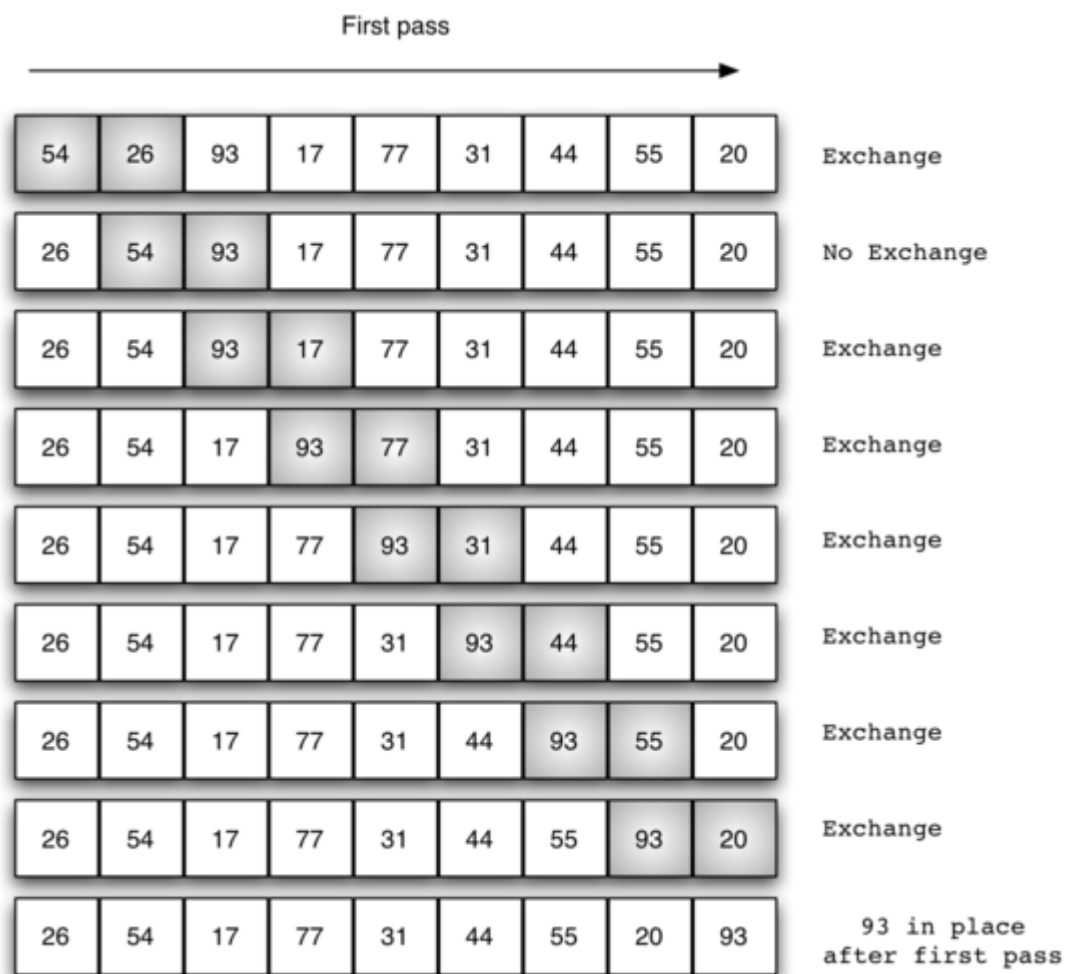 First pass
54 26 93 17 77 31 44 55 20 Exchange
26 54 93 17 77 31 44 55 20 No Exchange
26 54 93 17 77 31 44 55 20 Exchange
26 54 17 93 77 31 44 55 20 Exchange
26 54 17 77 93 31 44 55 20 Exchange
26 54 17 77 31 93 44 55 20 Exchange
26 54 17 77 31 44 93 55 20 Exchange
26 54 17 77 31 44 55 93 20 Exchange
26 54 17 77 31 44 55 20 93 93 in place
after first pass